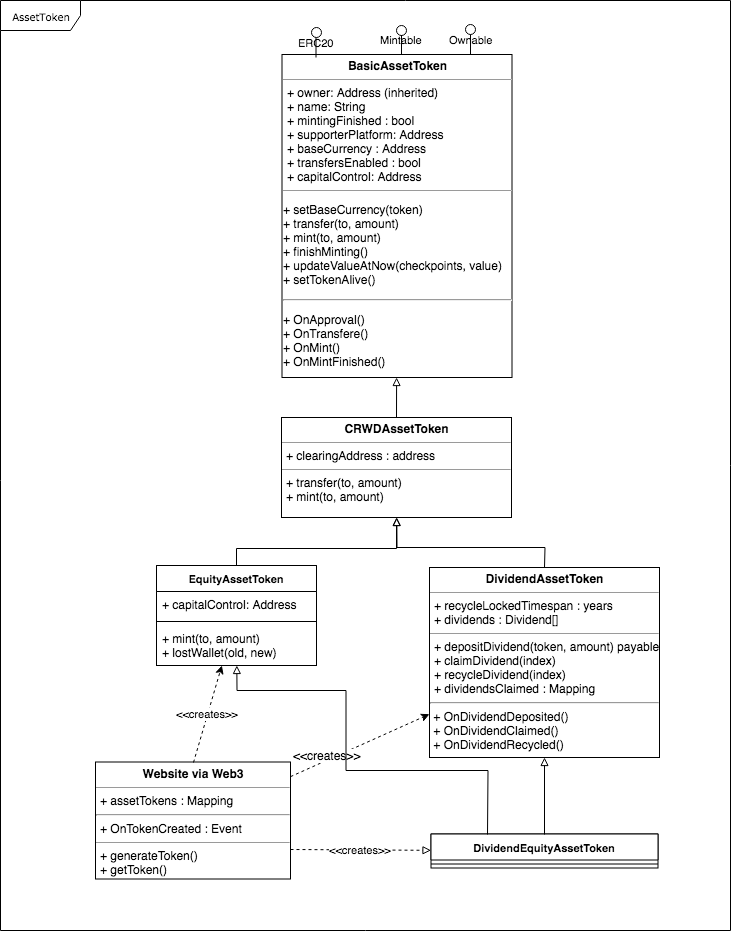 AssetToken
ERC20
Mintable
Ownable
BasicAssetToken
+ owner: Address (inherited)
+ name: String
+ mintingFinished : bool
+ supporterPlatform: Address
+ baseCurrency : Address
+ transfersEnabled : bool
+ capitalControl: Address
+ setBaseCurrency(token)
+ transfer(to, amount)
+ mint(to, amount)
+ finishMinting()
+ updateValueAtNow(checkpoints, value)
+ setTokenAlive()
+ OnApproval()
+ OnTransfere()
+ OnMint()
+ OnMintFinished()
CRWDAssetToken
+ clearingAddress : address
+ transfer(to, amount)
+ mint(to, amount)
EquityAssetToken
+ capitalControl: Address
+ mint(to, amount)
+ lostWallet(old, new)
DividendAssetToken
+ recycleLockedTimespan : years
+ dividends : Dividend[]
+ depositDividend(token, amount) payable
+ claimDividend(index)
+ recycleDividend(index)
+ dividendsClaimed : Mapping
+ OnDividendDeposited()
+ OnDividendClaimed()
+ OnDividendRecycled()
<<creates>>
<<creates>>
Website via Web3
+ assetTokens : Mapping
+ OnTokenCreated : Event
+ generateToken()
+ getToken()
<<creates>>
DividendEquityAssetToken